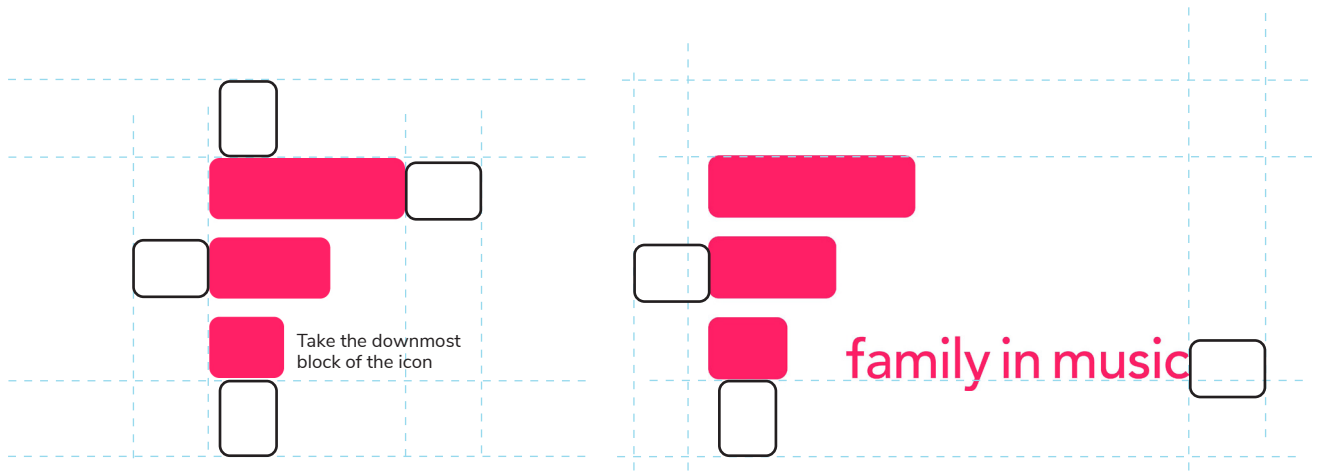 Take the downmost
block of the icon
family in music